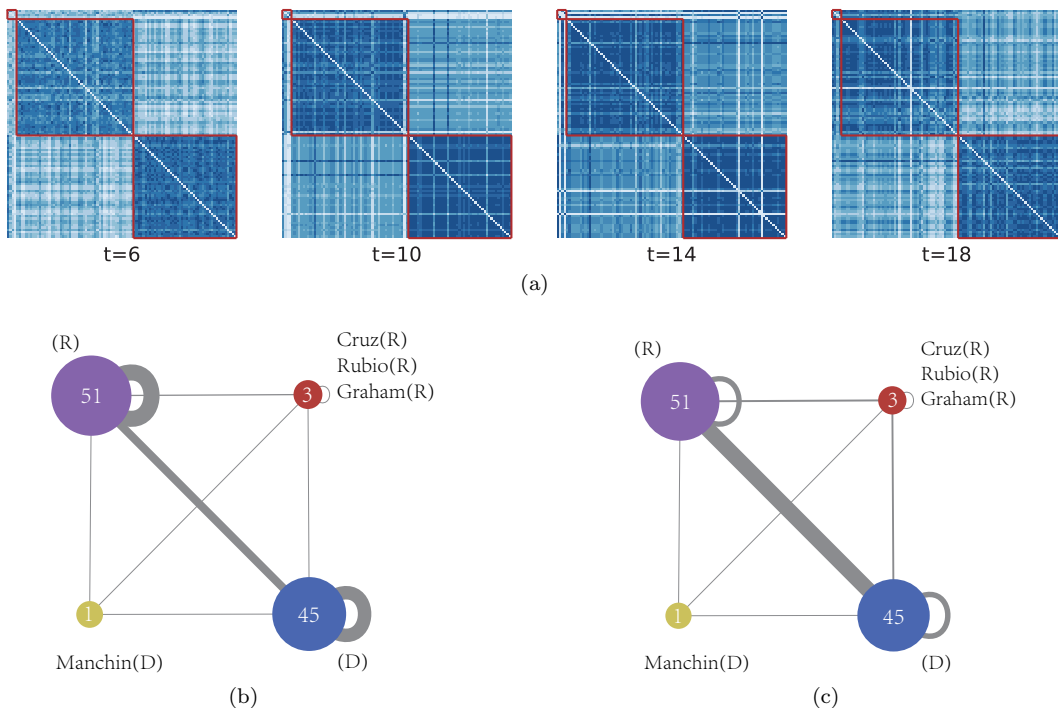 t=6
t=10
t=14
t=18
(a)
(R)
51
Cruz(R)
Rubio(R)
3
Graham(R)
1
45
Manchin(D)
(D)
(b)
(R)
51
Cruz(R)
Rubio(R)
3
Graham(R)
1
45
Manchin(D)
(D)
(c)